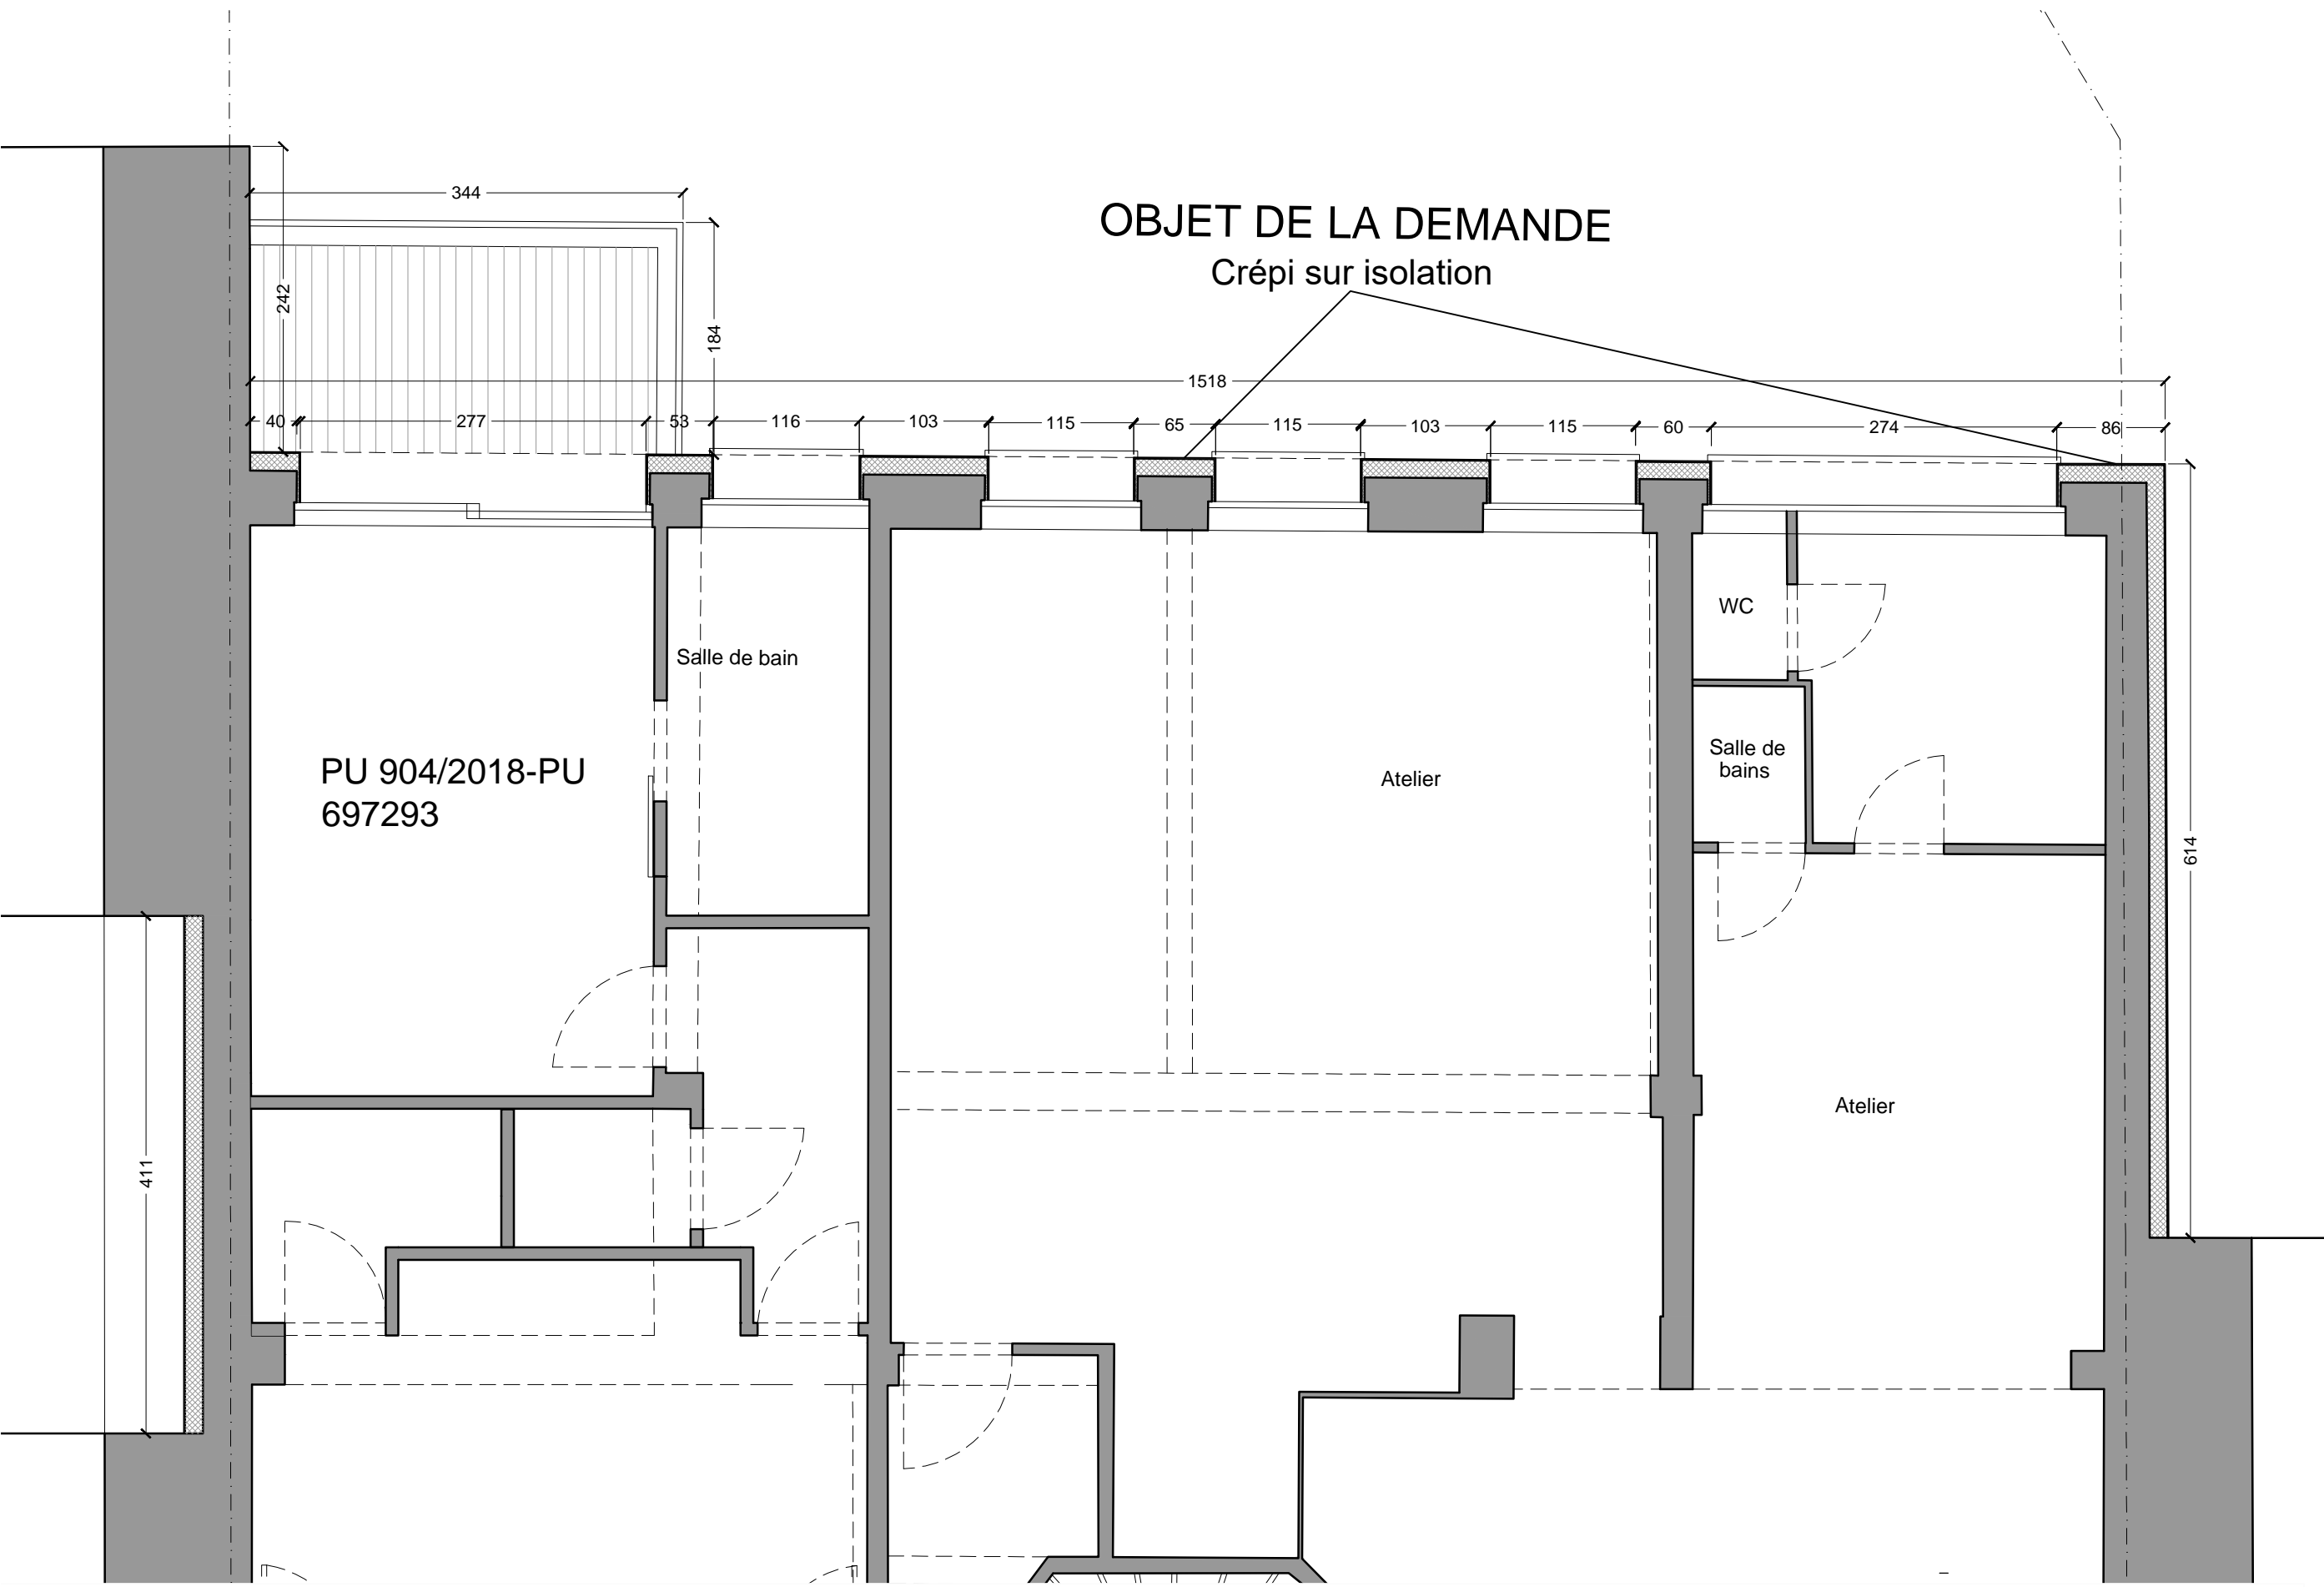 344
OBJET DE LA DEMANDE
Crépi sur isolation
242
184
1518
40
277
53
116
103
115
65
115
103
115
60
274
86
WC
Salle de bain
Salle de
bains
PU 904/2018-PU
697293
Atelier
614
Atelier
411